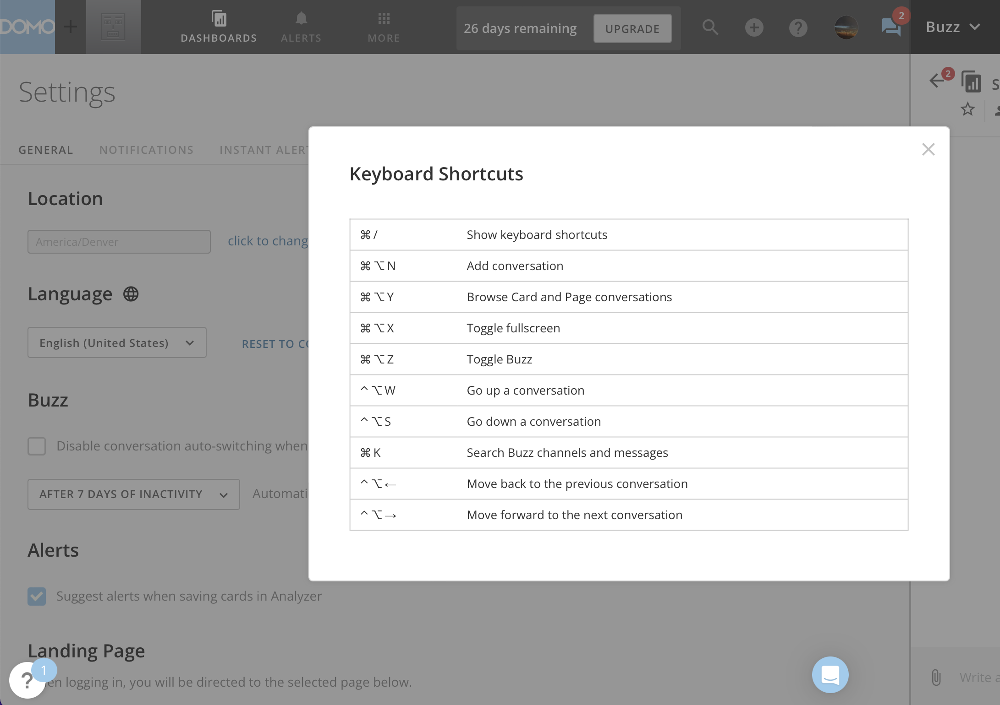 DOMO
DASHBOARDS
ALERTS
MORE
26 days remaining
UPGRADE
2
Buzz
Settings
2
S
GENERAL
NOTIFICATIONS
INSTANT ALERT
Location
America/Denver
click to chang
Language
English (United States)
RESET TO CO
Buzz
Disable conversation auto-switching when
AFTER 7 DAYS OF INACTIVITY
Automati
Alerts
Suggest alerts when saving cards in Analyzer
Landing Page
? 1
en logging in, you will be directed to the selected page below.
Keyboard Shortcuts
⌘ / Show keyboard shortcuts
⌘ ⌥ N Add conversation
⌘ ⌥ Y Browse Card and Page conversations
⌘ ⌥ X Toggle fullscreen
⌘ ⌥ Z Toggle Buzz
^ ⌥ W Go up a conversation
^ ⌥ S Go down a conversation
⌘ K Search Buzz channels and messages
^ ⌥ ← Move back to the previous conversation
^ ⌥ → Move forward to the next conversation
Write a